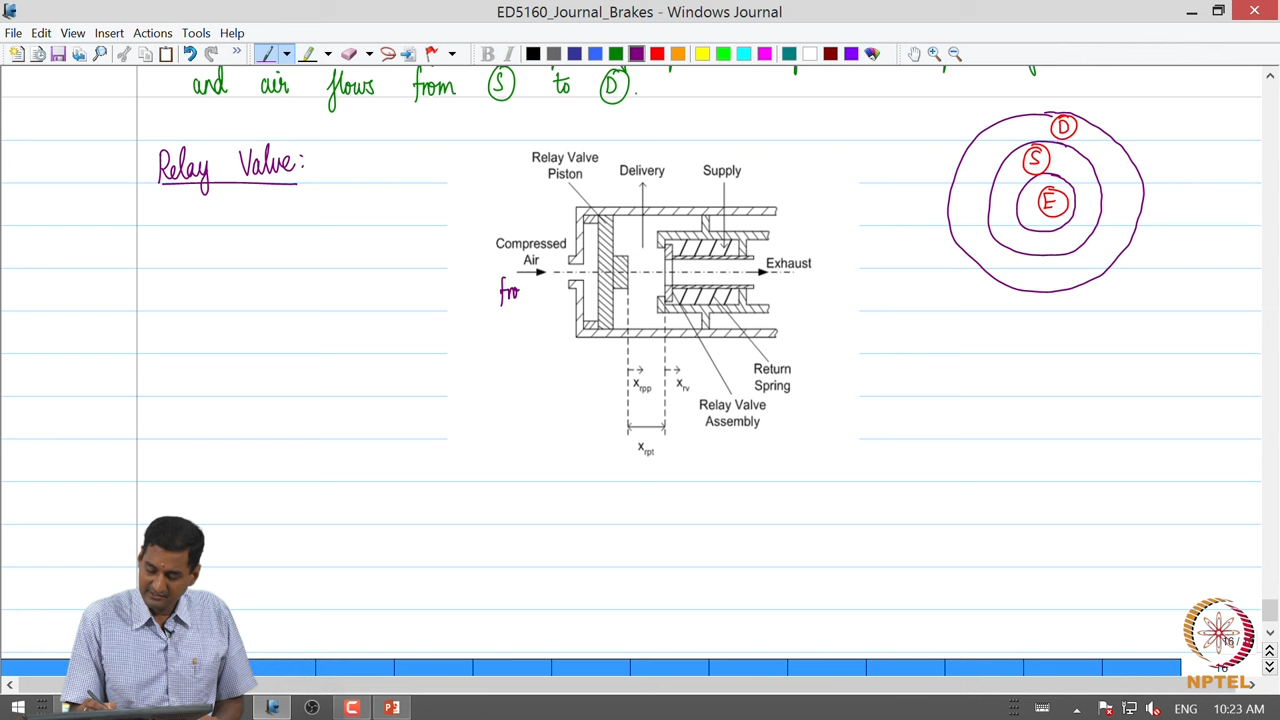 ED5160_Journal_Brakes - Windows Journal
File Edit View Insert Actions Tools Help
and air flows from S to D.
Relay Valve:
Relay Valve
Piston
Delivery
Supply
Compressed
Air
Exhaust
fro
x_rpp
x_rv
Return
Spring
Relay Valve
Assembly
x_rpt
D
S
E
16
NPTEL
ENG 10:23 AM